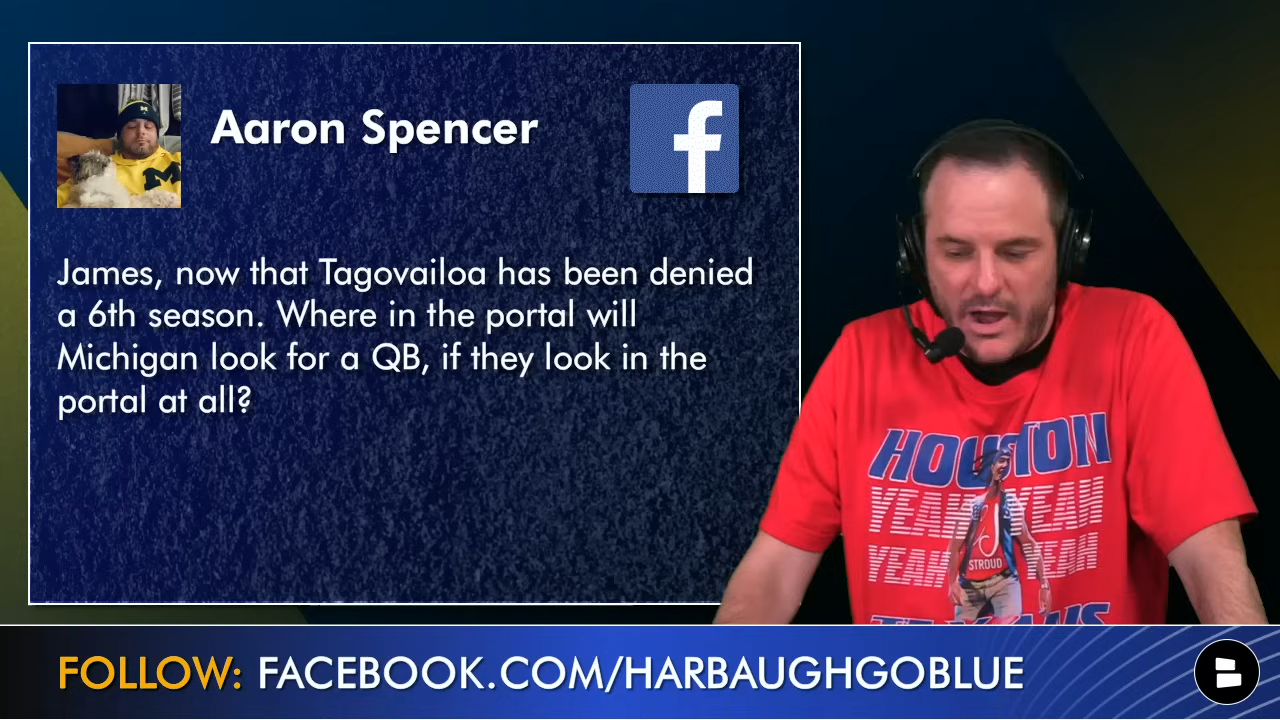 Aaron Spencer
f
James, now that Tagovailoa has been denied
a 6th season. Where in the portal will
Michigan look for a QB, if they look in the
portal at all?
M
HOUSTON
YEAH YEAH
YEAH YEAH
STROUD
TEXANS
FOLLOW: FACEBOOK.COM/HARBAUGHGOBLUE